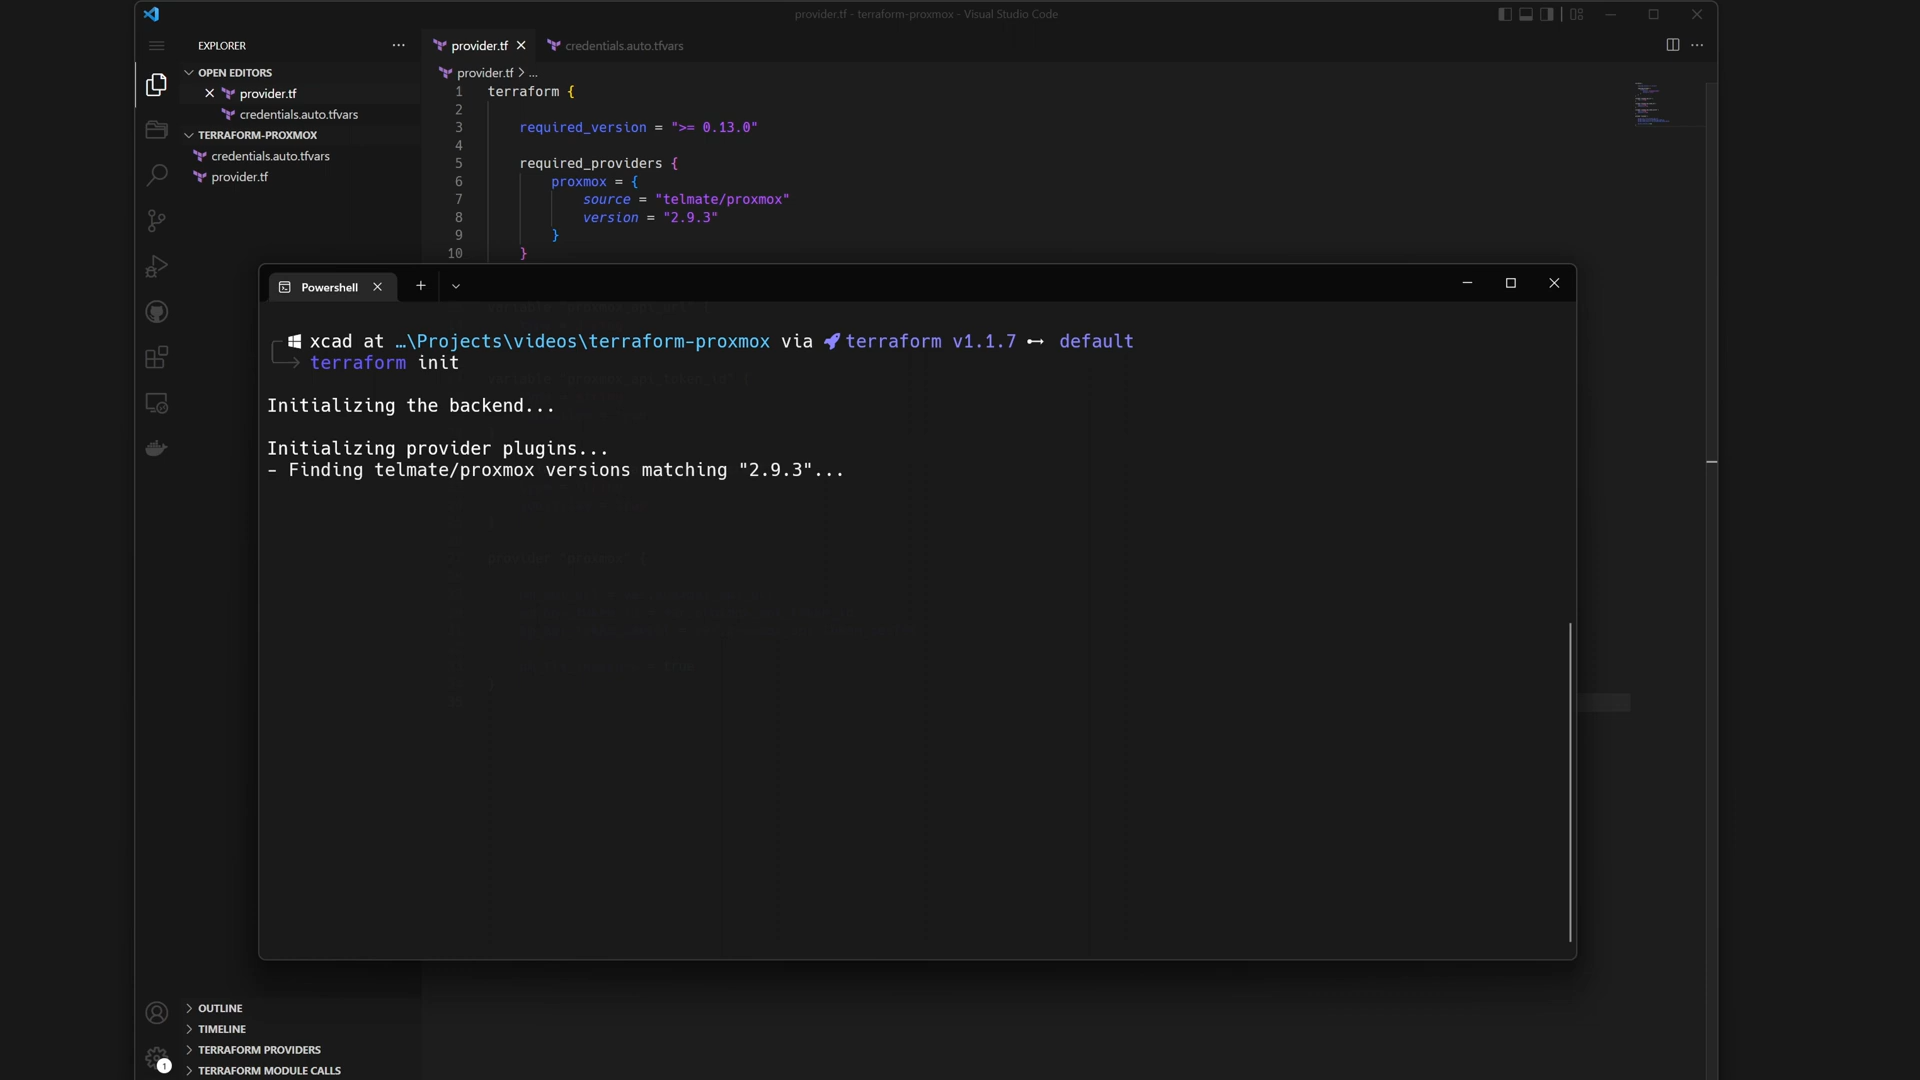 provider.tf - terraform-proxmox - Visual Studio Code
EXPLORER
OPEN EDITORS
provider.tf
credentials.auto.tfvars
TERRAFORM-PROXMOX
credentials.auto.tfvars
provider.tf
provider.tf
credentials.auto.tfvars
provider.tf > ...
1 terraform {
2
3 required_version = ">= 0.13.0"
4
5 required_providers {
6 proxmox = {
7 source = "telmate/proxmox"
8 version = "2.9.3"
9 }
10 }
Powershell
xcad at …\Projects\videos\terraform-proxmox via terraform v1.1.7 default
terraform init
Initializing the backend...
Initializing provider plugins...
- Finding telmate/proxmox versions matching "2.9.3"...
OUTLINE
TIMELINE
TERRAFORM PROVIDERS
1
TERRAFORM MODULE CALLS